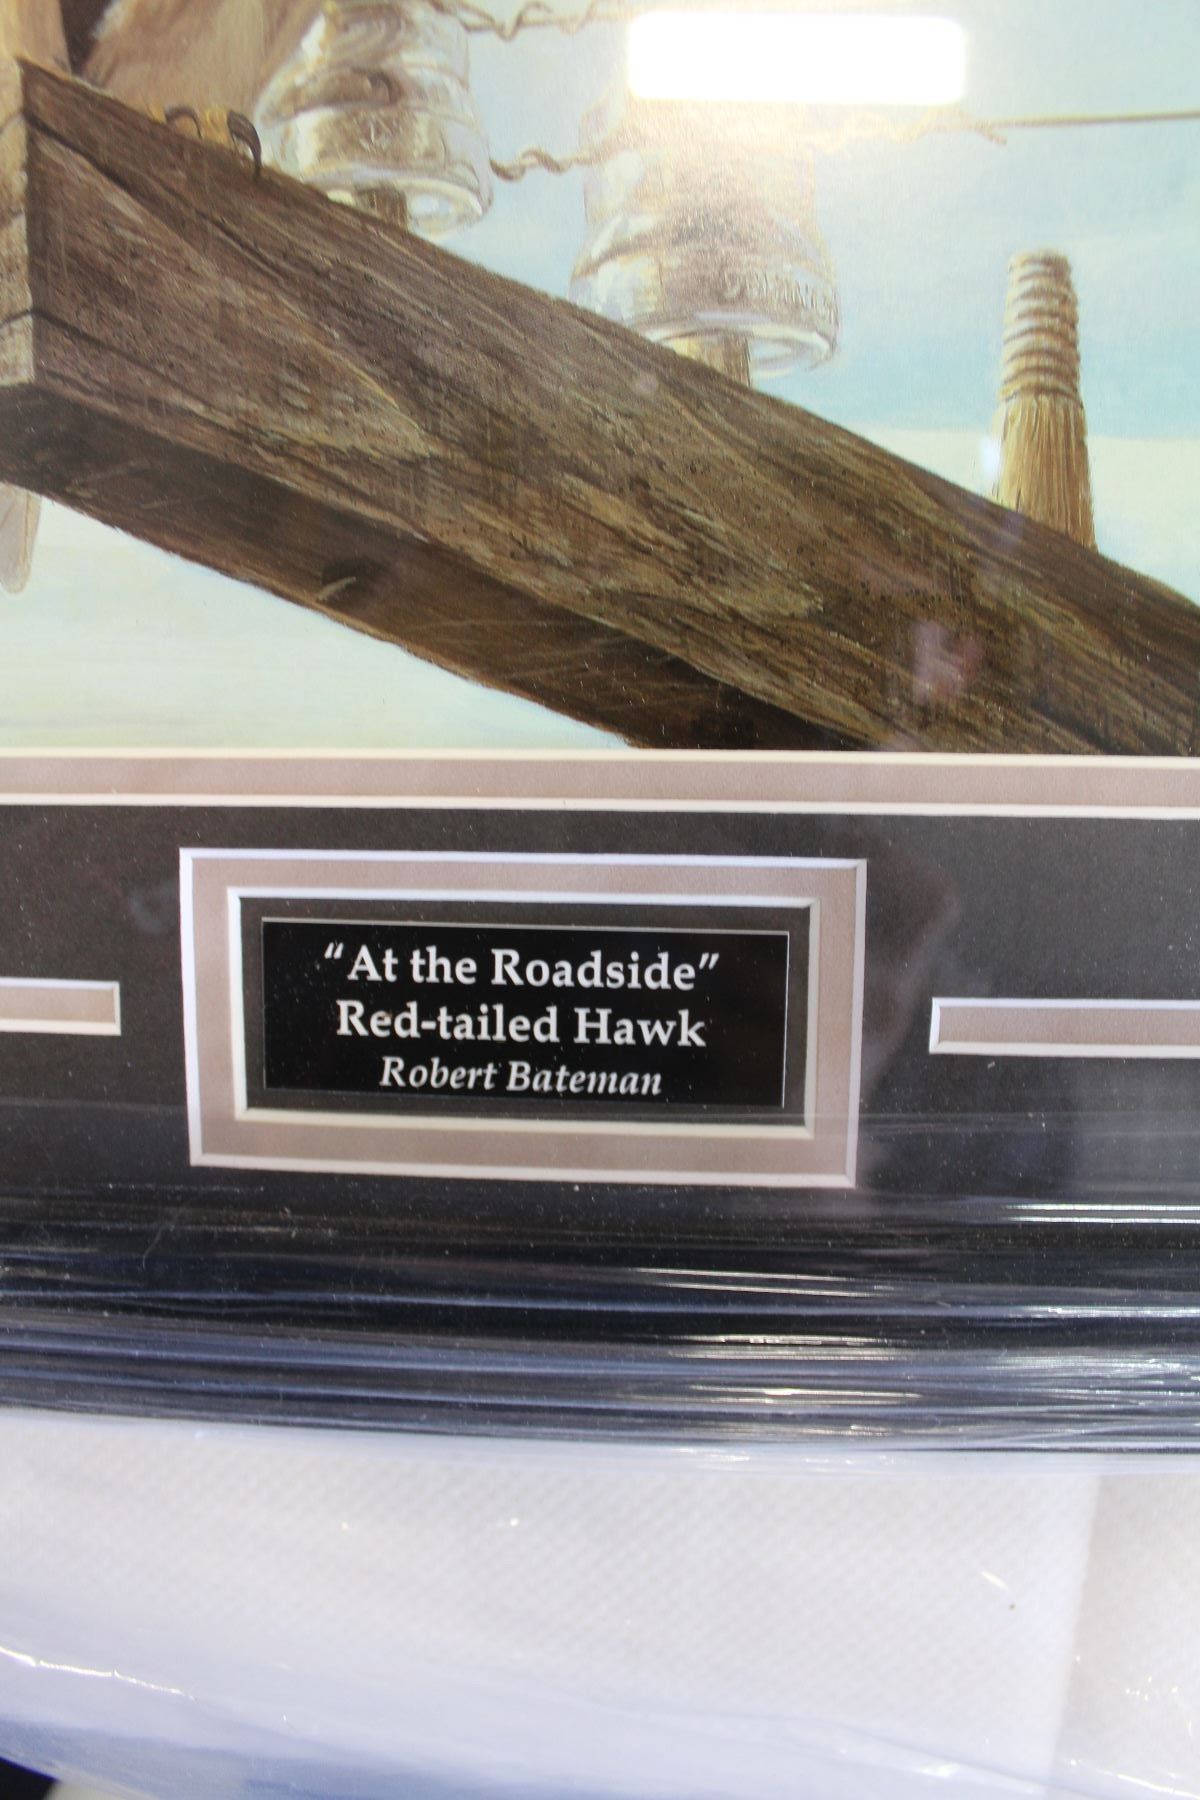 “At the Roadside”
Red-tailed Hawk
Robert Bateman